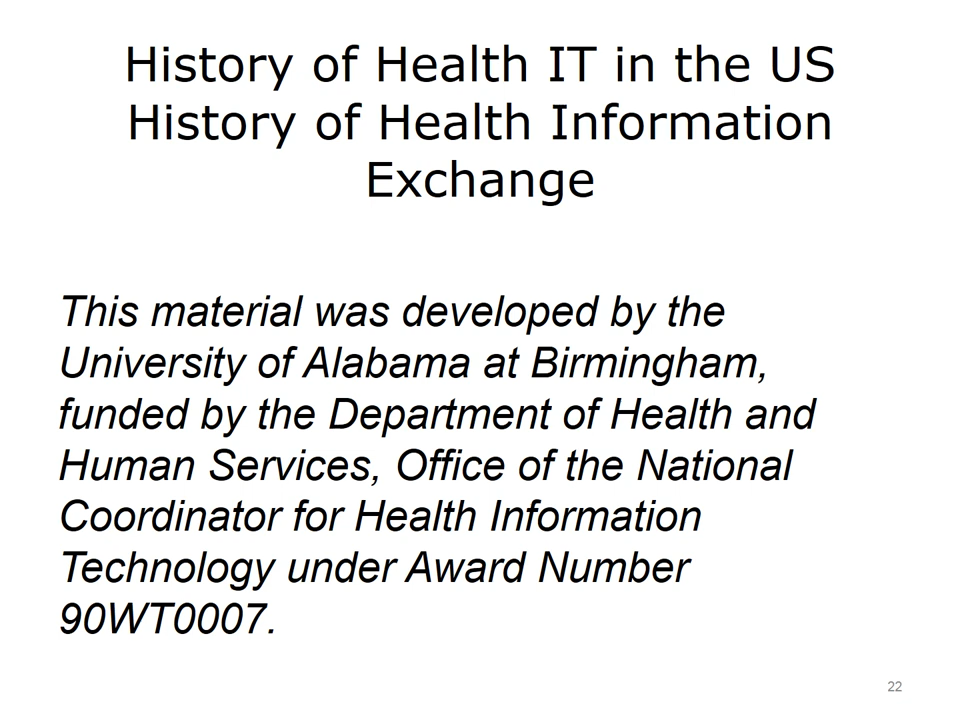 History of Health IT in the US
History of Health Information
Exchange
This material was developed by the
University of Alabama at Birmingham,
funded by the Department of Health and
Human Services, Office of the National
Coordinator for Health Information
Technology under Award Number
90WT0007.
22